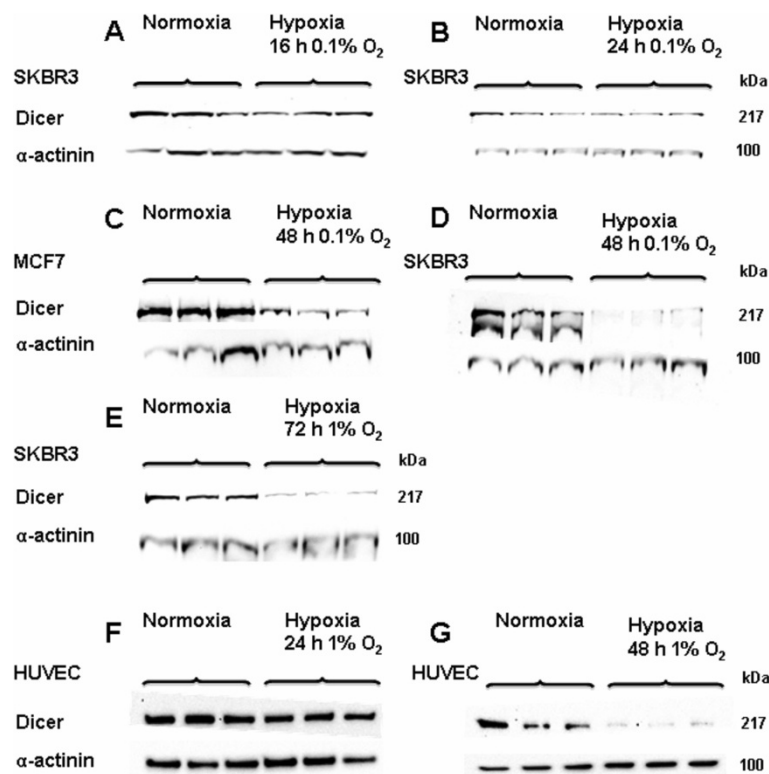 A Normoxia Hypoxia
16 h 0.1% O₂
B Normoxia Hypoxia
24 h 0.1% O₂
SKBR3
SKBR3
kDa
Dicer
217
α-actinin
100
C Normoxia Hypoxia
48 h 0.1% O₂
D Normoxia Hypoxia
48 h 0.1% O₂
MCF7
SKBR3
kDa
Dicer
217
α-actinin
100
E Normoxia Hypoxia
72 h 1% O₂
SKBR3
kDa
Dicer
217
α-actinin
100
F Normoxia Hypoxia
24 h 1% O₂
G Normoxia Hypoxia
48 h 1% O₂
HUVEC
HUVEC
kDa
Dicer
217
α-actinin
100